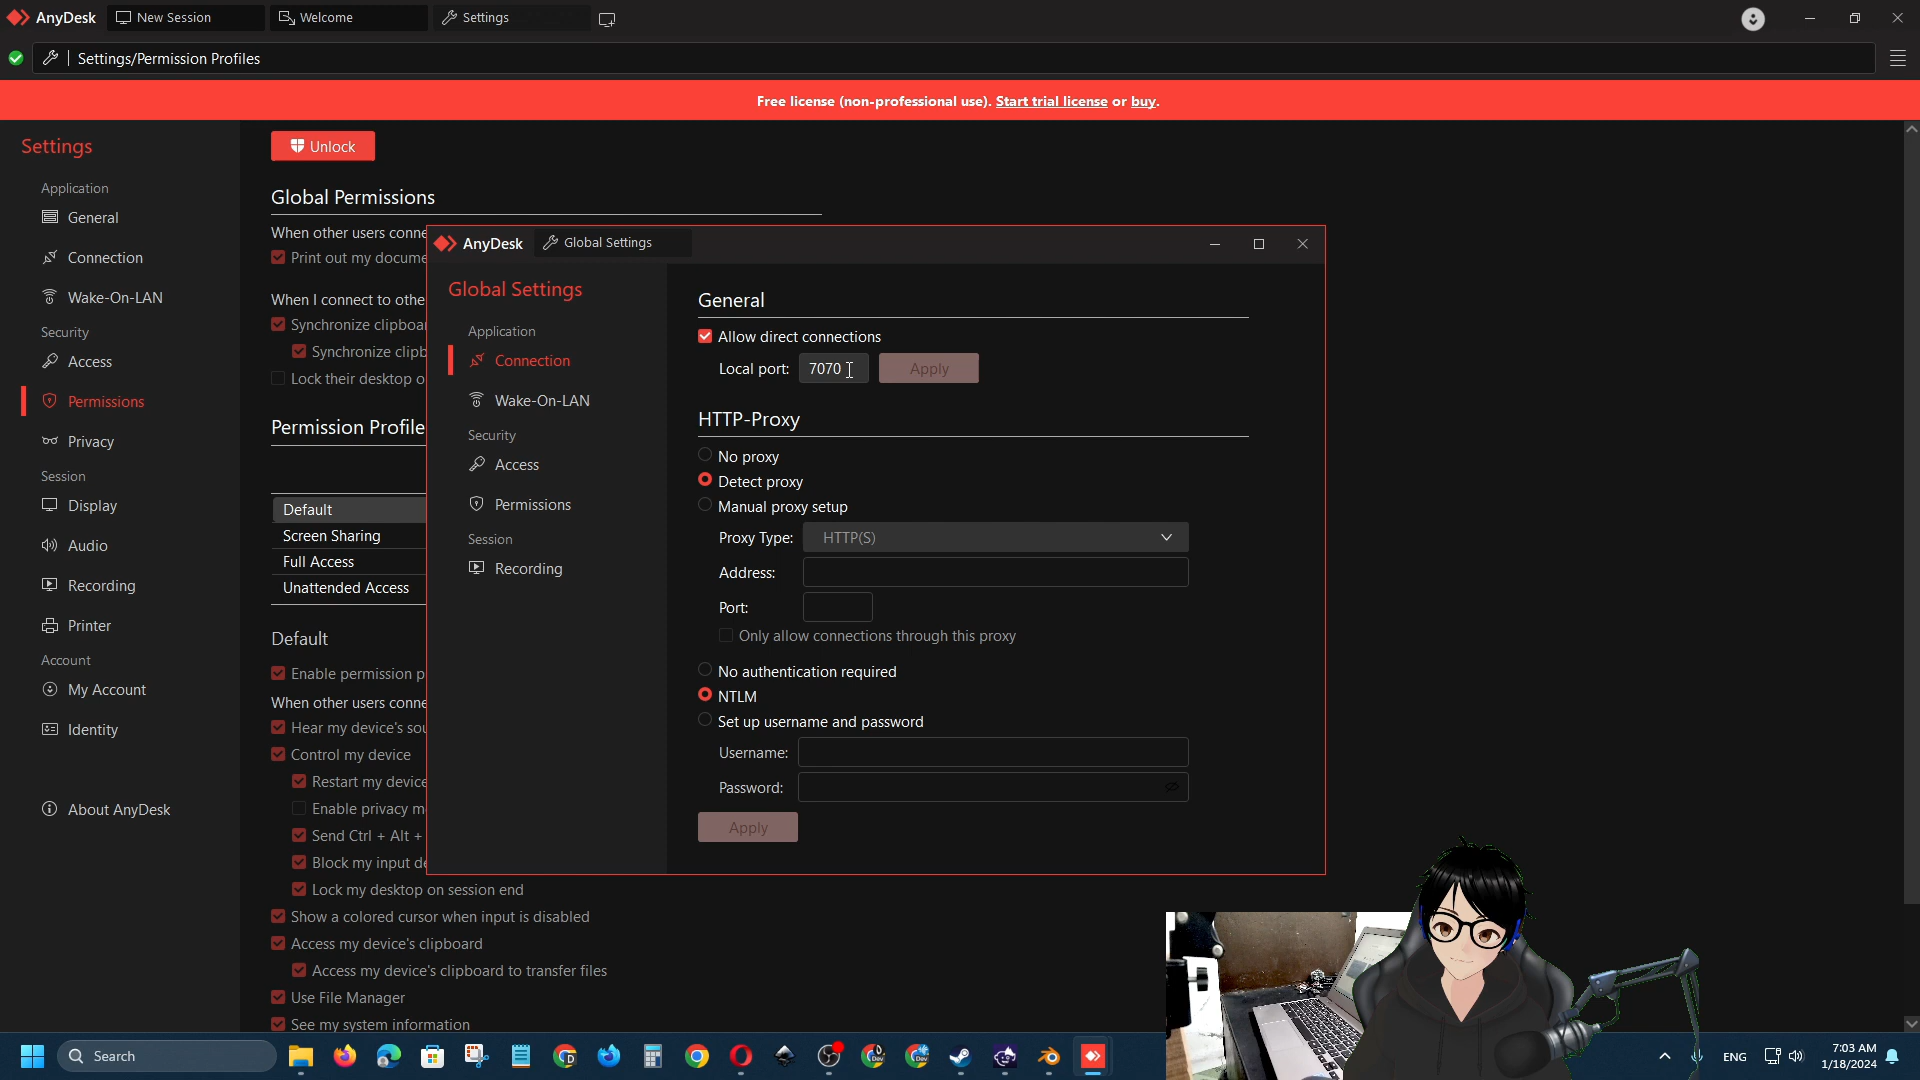 AnyDesk
New Session
Welcome
Settings
Settings/Permission Profiles
Free license (non-professional use). Start trial license or buy.
Settings
Application
General
Connection
Wake-On-LAN
Security
Access
Permissions
Privacy
Session
Display
Audio
Recording
Printer
Account
My Account
Identity
About AnyDesk
Unlock
Global Permissions
When other users conne
Print out my docume
When I connect to othe
Synchronize clipboar
Synchronize clipb
Lock their desktop o
Permission Profile
Default
Screen Sharing
Full Access
Unattended Access
Default
Enable permission p
When other users conne
Hear my device's sou
Control my device
Restart my device
Enable privacy m
Send Ctrl + Alt +
Block my input de
Lock my desktop on session end
Show a colored cursor when input is disabled
Access my device's clipboard
Access my device's clipboard to transfer files
Use File Manager
See my system information
AnyDesk
Global Settings
Global Settings
Application
Connection
Wake-On-LAN
Security
Access
Permissions
Session
Recording
General
Allow direct connections
Local port: 7070 Apply
HTTP-Proxy
No proxy
Detect proxy
Manual proxy setup
Proxy Type: HTTP(S)
Address:
Port:
Only allow connections through this proxy
No authentication required
NTLM
Set up username and password
Username:
Password:
Apply
Search
Dev
Dev
ENG
7:03 AM
1/18/2024